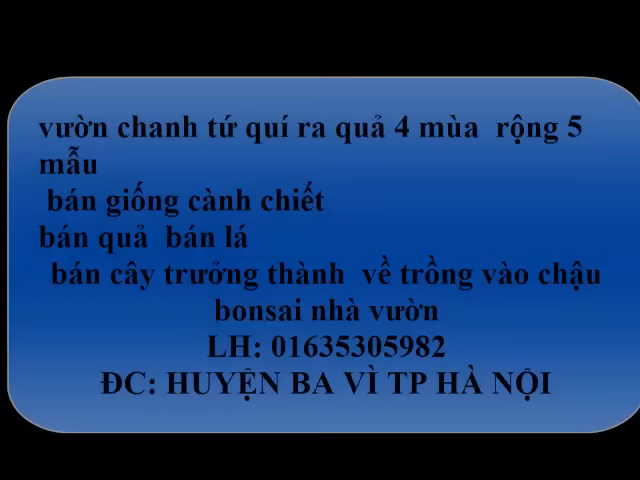 vườn chanh tứ quí ra quả 4 mùa  rộng 5
mẫu
bán giống cành chiết
bán quả  bán lá
bán cây trưởng thành  về trồng vào chậu
bonsai nhà vườn
LH: 01635305982
ĐC: HUYỆN BA VÌ TP HÀ NỘI